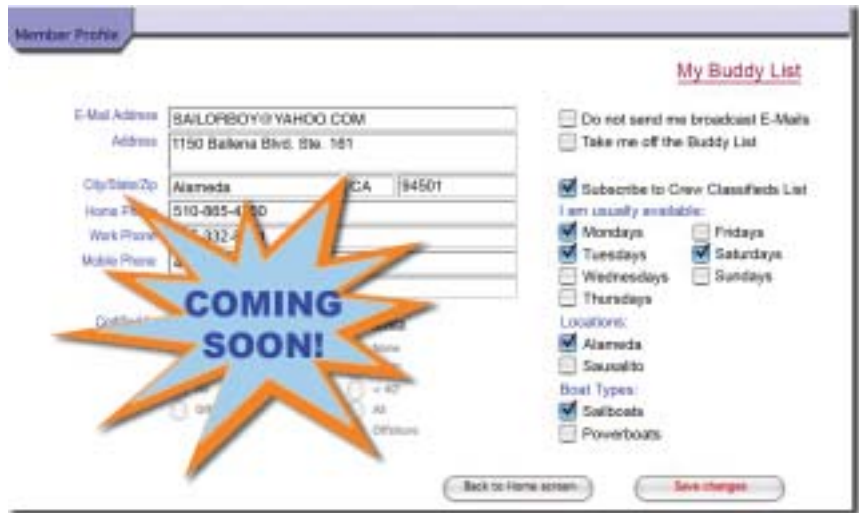 Member Profile
My Buddy List
E-Mail Address SAILORBOY@YAHOO.COM
Address 1150 Ballena Blvd. Ste. 161
City/State/Zip Alameda CA 94501
Home 510-865-
Work Phone
Mobile Phone
COMING
SOON!
None
All
Offshore
Do not send me broadcast E-Mails
Take me off the Buddy List
Subscribe to Crew Classifieds List
I am usually available:
Mondays Fridays
Tuesdays Saturdays
Wednesdays Sundays
Thursdays
Locations:
Alameda
Sausalito
Boat Types:
Sailboats
Powerboats
Back to Home screen
Save changes